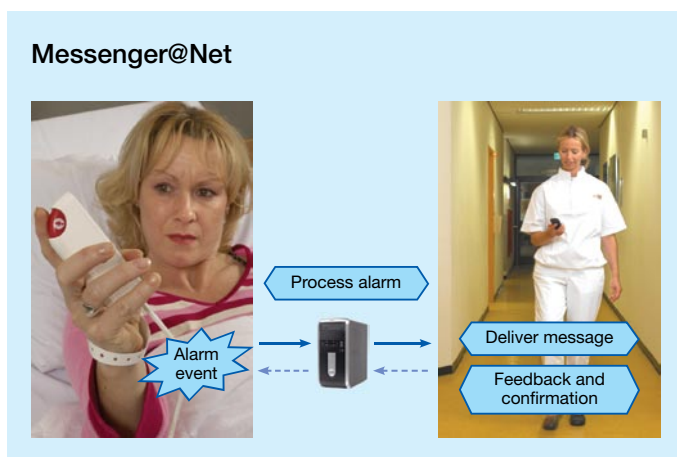 Messenger@Net
Process alarm
Alarm
event
Deliver message
Feedback and
confirmation